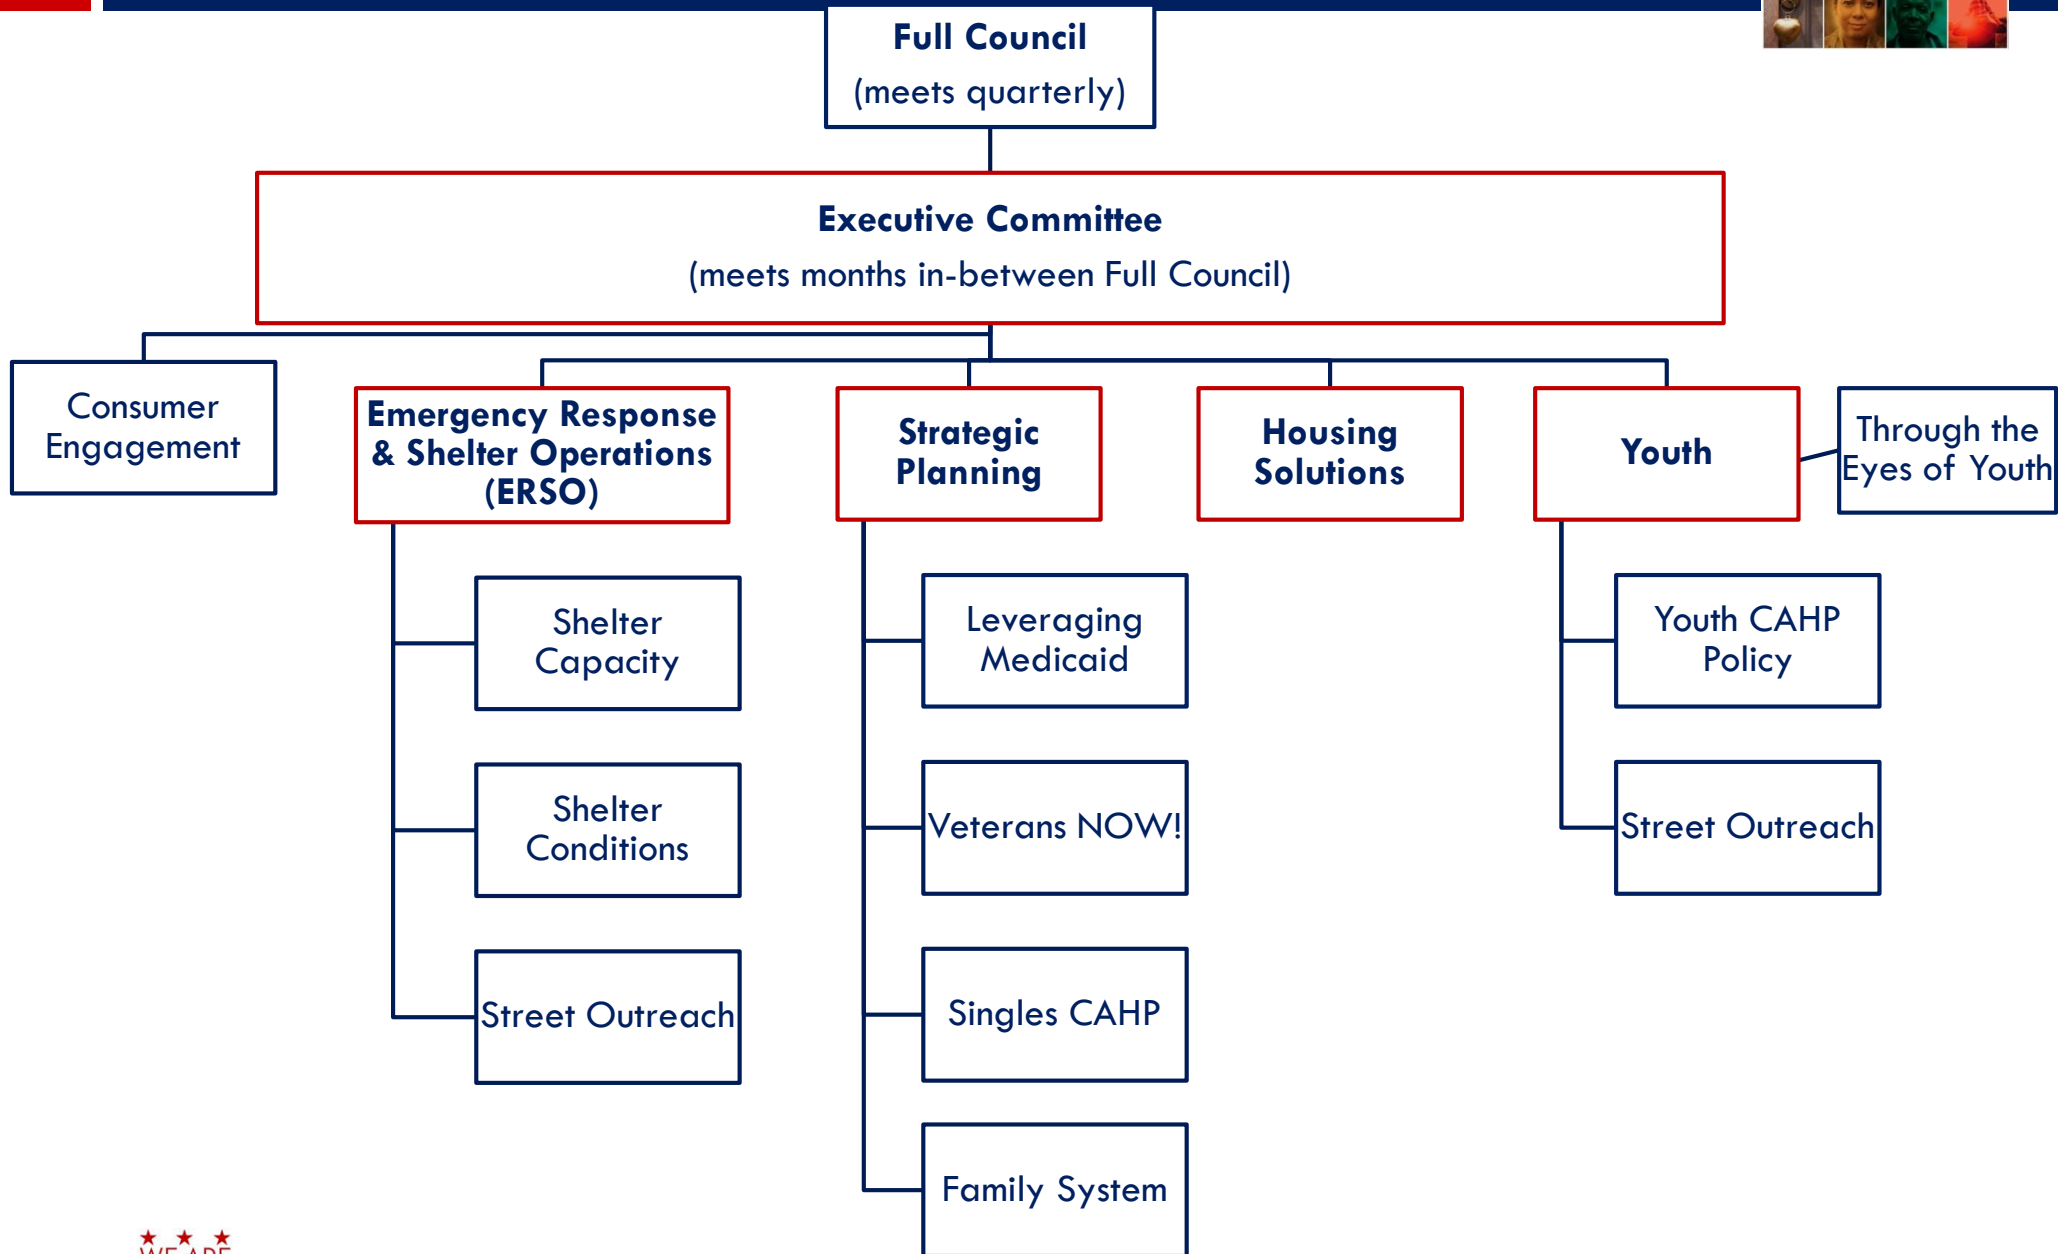 Full Council
(meets quarterly)
Executive Committee
(meets months in-between Full Council)
Consumer
Engagement
Emergency Response
& Shelter Operations
(ERSO)
Strategic
Planning
Housing
Solutions
Youth
Through the
Eyes of Youth
Shelter
Capacity
Shelter
Conditions
Street Outreach
Leveraging
Medicaid
Veterans NOW!
Singles CAHP
Family System
Youth CAHP
Policy
Street Outreach
WE ARE